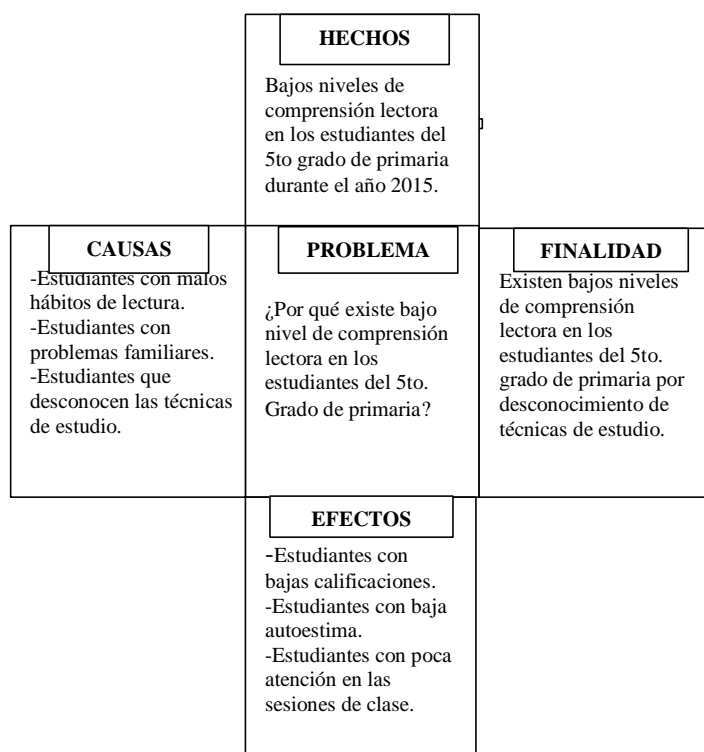 HECHOS
Bajos niveles de
comprensión lectora
en los estudiantes del
5to grado de primaria
durante el año 2015.
CAUSAS
-Estudiantes con malos
hábitos de lectura.
-Estudiantes con
problemas familiares.
-Estudiantes que
desconocen las técnicas
de estudio.
PROBLEMA
¿Por qué existe bajo
nivel de comprensión
lectora en los
estudiantes del 5to.
Grado de primaria?
FINALIDAD
Existen bajos niveles
de comprensión
lectora en los
estudiantes del 5to.
grado de primaria por
desconocimiento de
técnicas de estudio.
EFECTOS
-Estudiantes con
bajas calificaciones.
-Estudiantes con baja
autoestima.
-Estudiantes con poca
atención en las
sesiones de clase.